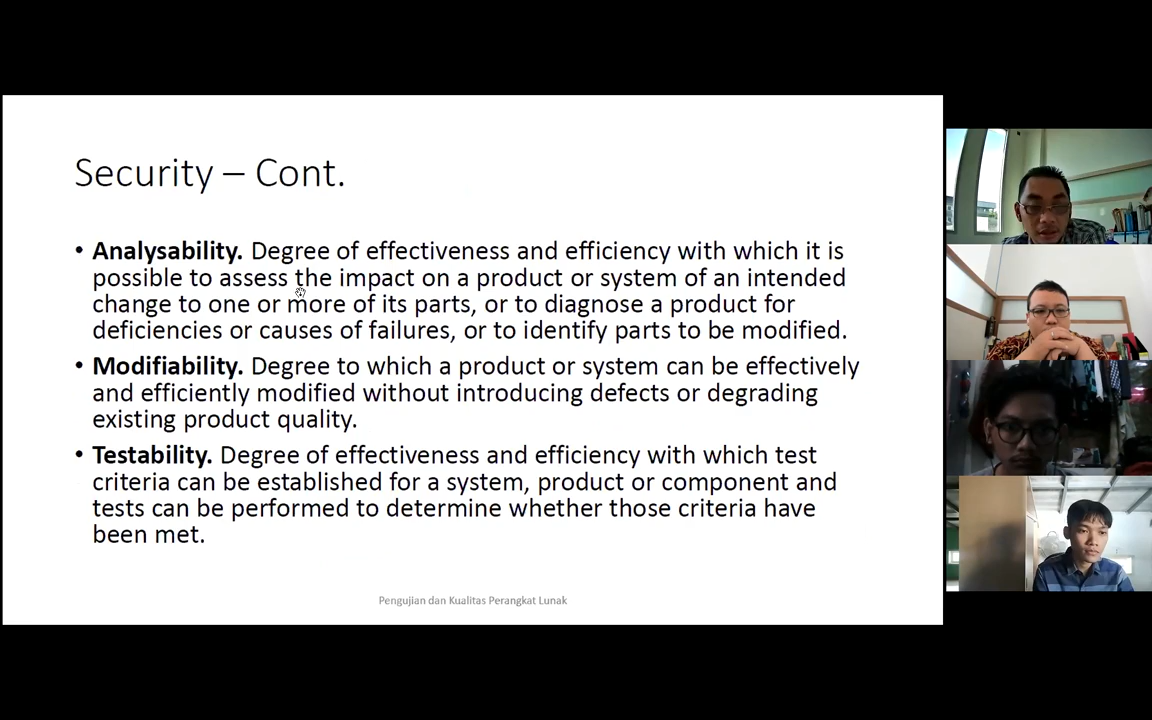 Security – Cont.
• Analysability. Degree of effectiveness and efficiency with which it is
possible to assess the impact on a product or system of an intended
change to one or more of its parts, or to diagnose a product for
deficiencies or causes of failures, or to identify parts to be modified.
• Modifiability. Degree to which a product or system can be effectively
and efficiently modified without introducing defects or degrading
existing product quality.
• Testability. Degree of effectiveness and efficiency with which test
criteria can be established for a system, product or component and
tests can be performed to determine whether those criteria have
been met.
Pengujian dan Kualitas Perangkat Lunak